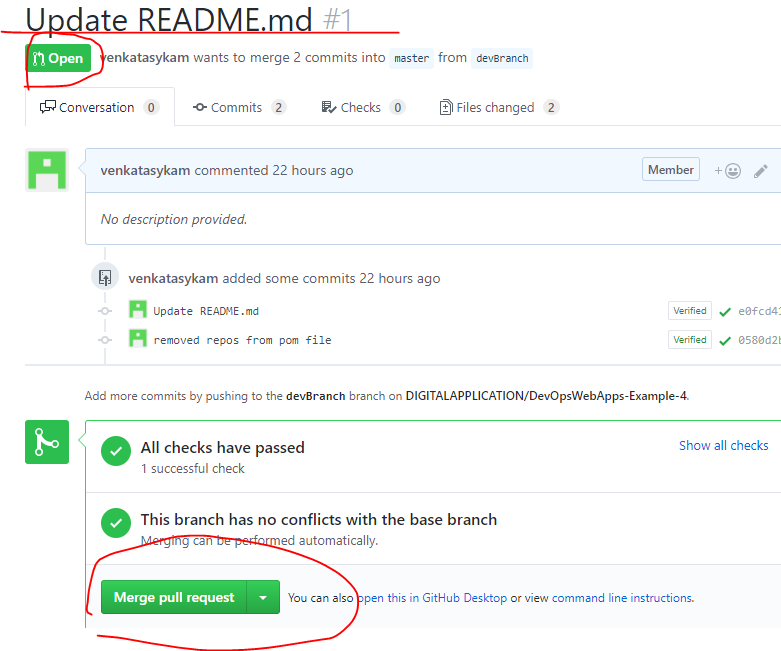 Update README.md #1
Open venkatasykam wants to merge 2 commits into master from devBranch
Conversation 0 Commits 2 Checks 0 Files changed 2
venkatasykam commented 22 hours ago Member
No description provided.
venkatasykam added some commits 22 hours ago
Update README.md Verified e0fcd41
removed repos from pom file Verified 0580d2b
Add more commits by pushing to the devBranch branch on DIGITALAPPLICATION/DevOpsWebApps-Example-4.
All checks have passed Show all checks
1 successful check
This branch has no conflicts with the base branch
Merging can be performed automatically.
Merge pull request You can also open this in GitHub Desktop or view command line instructions.